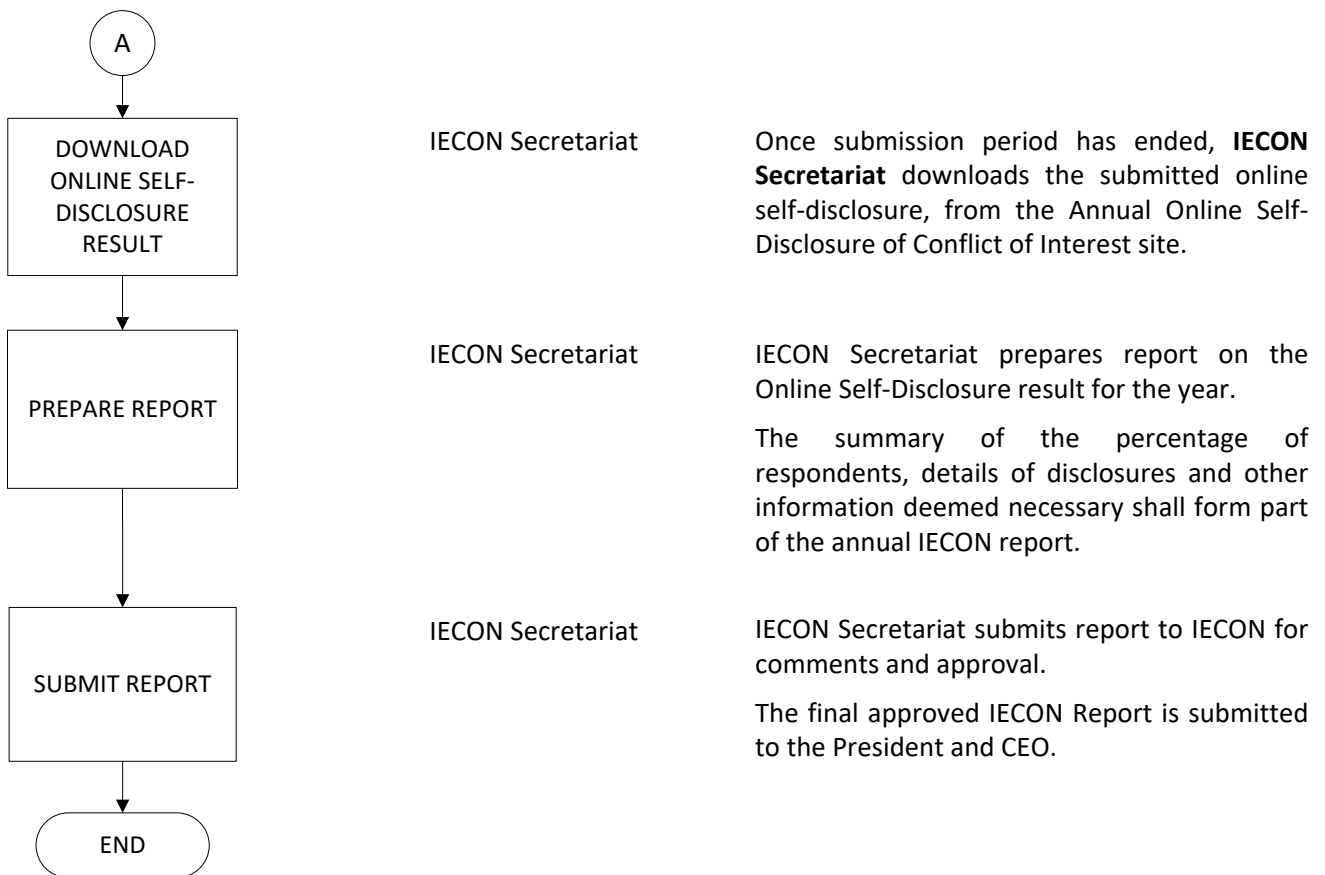 A
DOWNLOAD
ONLINE SELF-
DISCLOSURE
RESULT
IECON Secretariat
Once submission period has ended, IECON
Secretariat downloads the submitted online
self-disclosure, from the Annual Online Self-
Disclosure of Conflict of Interest site.
PREPARE REPORT
IECON Secretariat
IECON Secretariat prepares report on the
Online Self-Disclosure result for the year.
The summary of the percentage of
respondents, details of disclosures and other
information deemed necessary shall form part
of the annual IECON report.
SUBMIT REPORT
IECON Secretariat
IECON Secretariat submits report to IECON for
comments and approval.
The final approved IECON Report is submitted
to the President and CEO.
END